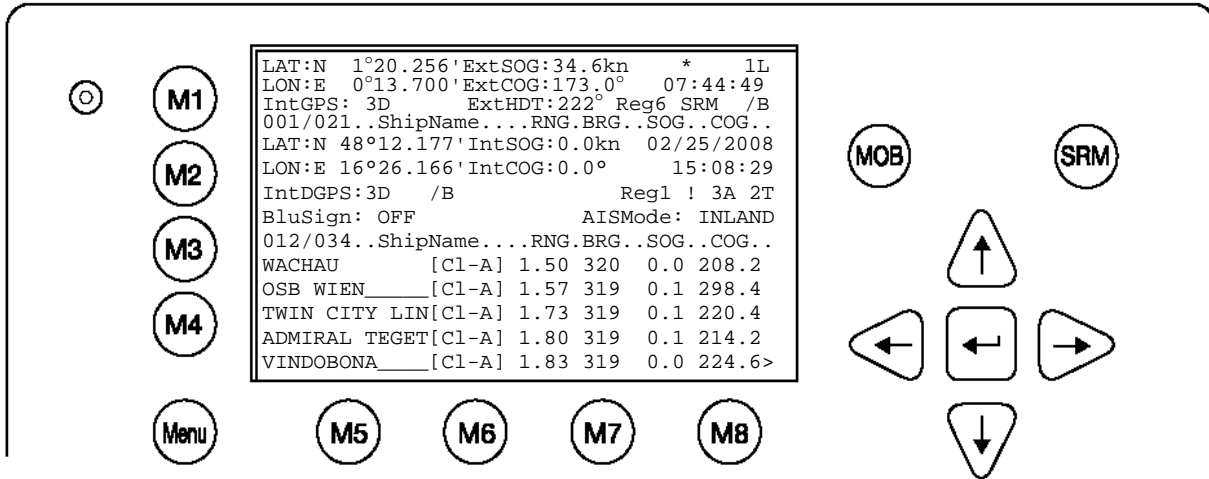 LAT:N  1°20.256'ExtSOG:34.6kn    *   1L
LON:E  0°13.700'ExtCOG:173.0°  07:44:49
IntGPS: 3D     ExtHDT:222° Reg6 SRM  /B
001/021..ShipName....RNG.BRG..SOG..COG..
LAT:N 48°12.177'IntSOG:0.0kn  02/25/2008
LON:E 16°26.166'IntCOG:0.0°     15:08:29
IntDGPS:3D   /B            Reg1 ! 3A 2T
BluSign: OFF            AISMode: INLAND
012/034..ShipName....RNG.BRG..SOG..COG..
WACHAU       [Cl-A] 1.50 320  0.0 208.2
OSB WIEN_____[Cl-A] 1.57 319  0.1 298.4
TWIN CITY LIN[Cl-A] 1.73 319  0.1 220.4
ADMIRAL TEGET[Cl-A] 1.80 319  0.1 214.2
VINDOBONA____[Cl-A] 1.83 319  0.0 224.6>
M1
M2
M3
M4
Menu
M5
M6
M7
M8
MOB
SRM